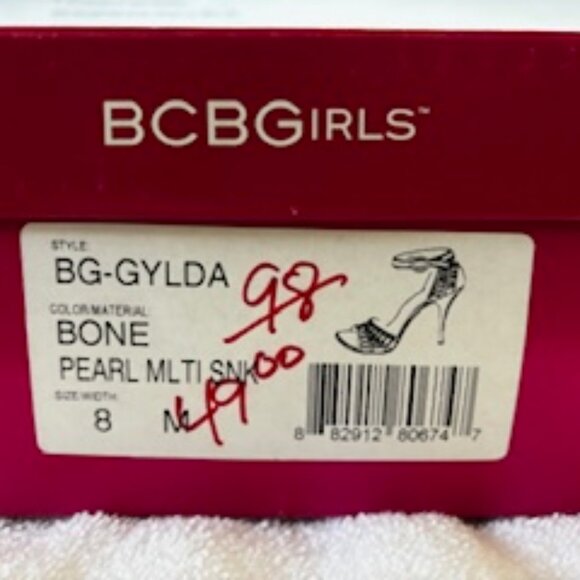 BCBGIRLS™
STYLE:
BG-GYLDA
98
COLOR/MATERIAL
BONE
PEARL MLTI SNK
49.00
SIZE/WIDTH:
8 M
8 82912 80674 7